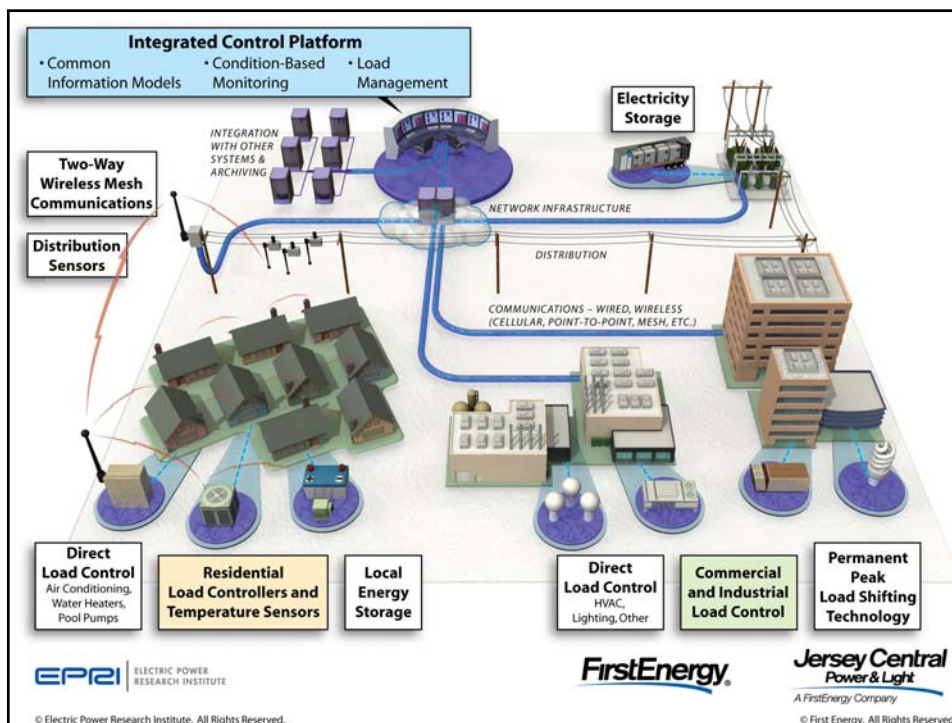 Integrated Control Platform
• Common
Information Models
• Condition-Based
Monitoring
• Load
Management
Electricity
Storage
INTEGRATION
WITH OTHER
SYSTEMS &
ARCHIVING
Two-Way
Wireless Mesh
Communications
NETWORK INFRASTRUCTURE
Distribution
Sensors
DISTRIBUTION
COMMUNICATIONS – WIRED, WIRELESS
(CELLULAR, POINT-TO-POINT, MESH, ETC.)
Direct
Load Control
Air Conditioning,
Water Heaters,
Pool Pumps
Residential
Load Controllers and
Temperature Sensors
Local
Energy
Storage
Direct
Load Control
HVAC,
Lighting, Other
Commercial
and Industrial
Load Control
Permanent
Peak
Load Shifting
Technology
EPRI
ELECTRIC POWER
RESEARCH INSTITUTE
FirstEnergy®
Jersey Central
Power & Light
A FirstEnergy Company
© Electric Power Research Institute. All Rights Reserved.
© First Energy. All Rights Reserved.